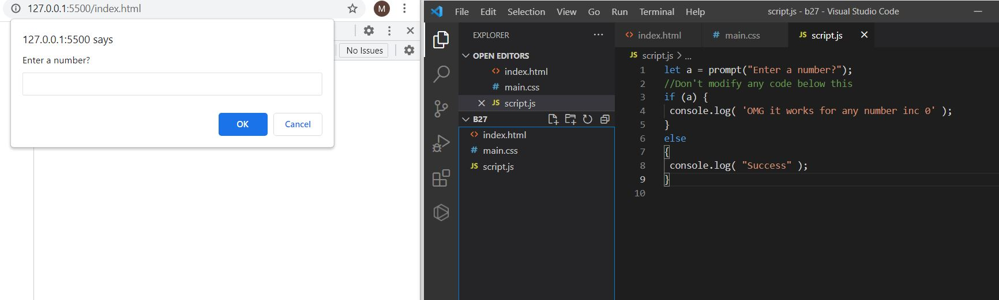 127.0.0.1:5500/index.html
M
127.0.0.1:5500 says
Enter a number?
OK
Cancel
No Issues
File Edit Selection View Go Run Terminal Help
script.js - b27 - Visual Studio Code
EXPLORER
OPEN EDITORS
<> index.html
# main.css
JS script.js
B27
<> index.html
# main.css
JS script.js
<> index.html
# main.css
JS script.js
JS script.js > ...
1 let a = prompt("Enter a number?");
2 //Don't modify any code below this
3 if (a) {
4 console.log( 'OMG it works for any number inc 0' );
5 }
6 else
7 {
8 console.log( "Success" );
9 }
10